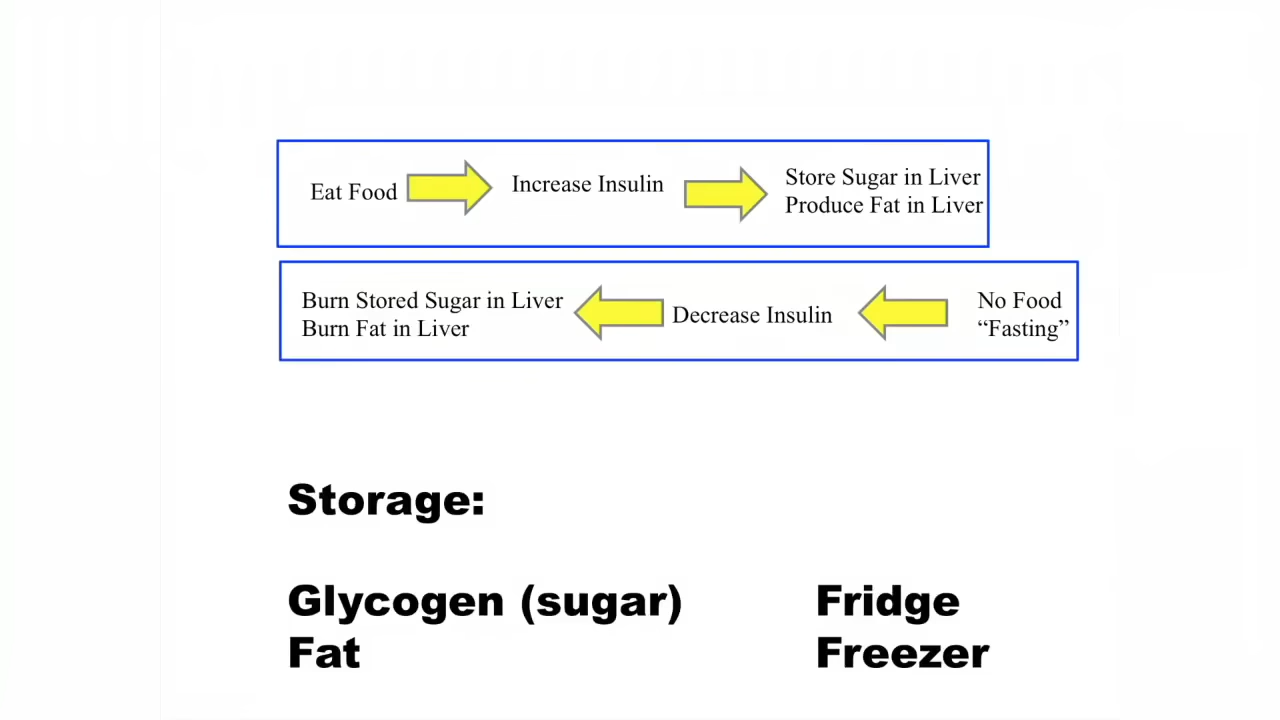 Eat Food
Increase Insulin
Store Sugar in Liver
Produce Fat in Liver
Burn Stored Sugar in Liver
Burn Fat in Liver
Decrease Insulin
No Food
“Fasting”
Storage:
Glycogen (sugar) Fridge
Fat Freezer